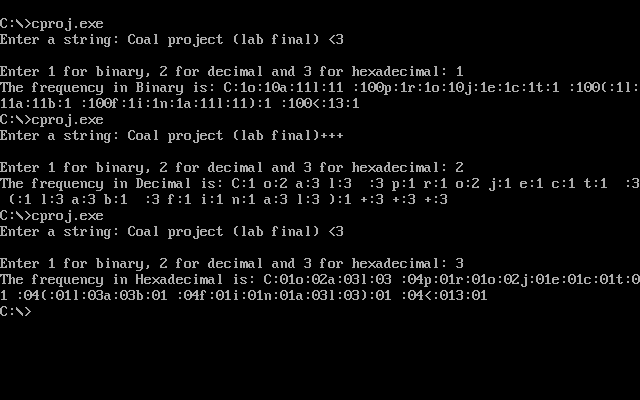 C:\>cproj.exe
Enter a string: Coal project (lab final) <3
Enter 1 for binary, 2 for decimal and 3 for hexadecimal: 1
The frequency in Binary is: C:1o:10a:11l:11 :100p:1r:1o:10j:1e:1c:1t:1 :100(:1l:
11a:11b:1 :100f:1i:1n:1a:11l:11):1 :100<:13:1
C:\>cproj.exe
Enter a string: Coal project (lab final)+++
Enter 1 for binary, 2 for decimal and 3 for hexadecimal: 2
The frequency in Decimal is: C:1 o:2 a:3 l:3  :3 p:1 r:1 o:2 j:1 e:1 c:1 t:1  :3
 (:1 l:3 a:3 b:1  :3 f:1 i:1 n:1 a:3 l:3 ):1 +:3 +:3 +:3
C:\>cproj.exe
Enter a string: Coal project (lab final) <3
Enter 1 for binary, 2 for decimal and 3 for hexadecimal: 3
The frequency in Hexadecimal is: C:01o:02a:03l:03 :04p:01r:01o:02j:01e:01c:01t:0
1 :04(:01l:03a:03b:01 :04f:01i:01n:01a:03l:03):01 :04<:013:01
C:\>